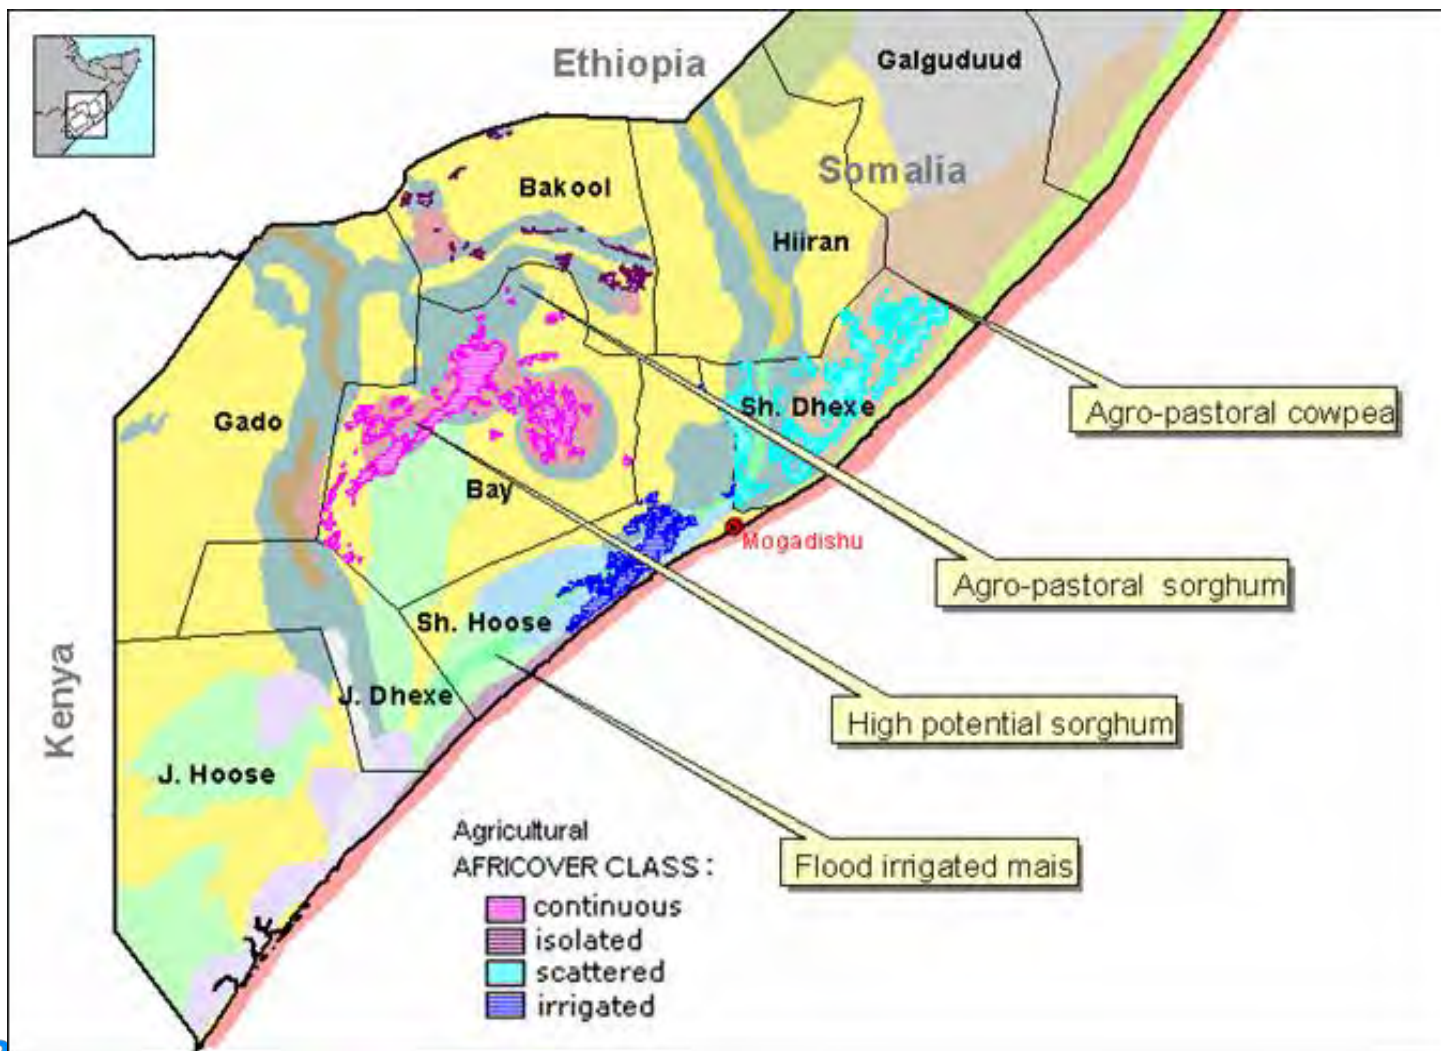 Ethiopia
Galguduud
Somalia
Bakool
Hiiran
Gado
Sh. Dhexe
Agro-pastoral cowpea
Bay
Mogadishu
Agro-pastoral sorghum
Sh. Hoose
Kenya
J. Dhexe
High potential sorghum
J. Hoose
Agricultural
AFRICOVER CLASS :
Flood irrigated mais
continuous
isolated
scattered
irrigated